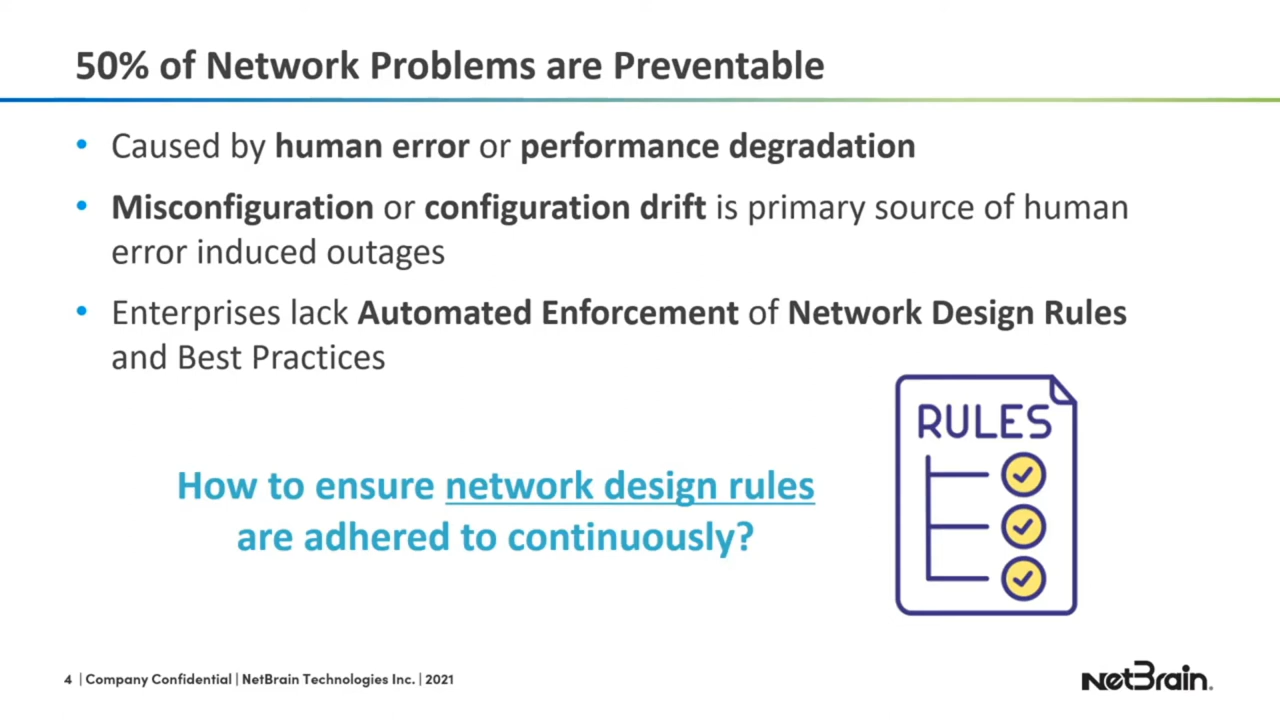 50% of Network Problems are Preventable
• Caused by human error or performance degradation
• Misconfiguration or configuration drift is primary source of human
error induced outages
• Enterprises lack Automated Enforcement of Network Design Rules
and Best Practices
RULES
How to ensure network design rules
are adhered to continuously?
4 | Company Confidential | NetBrain Technologies Inc. | 2021
NetBrain.